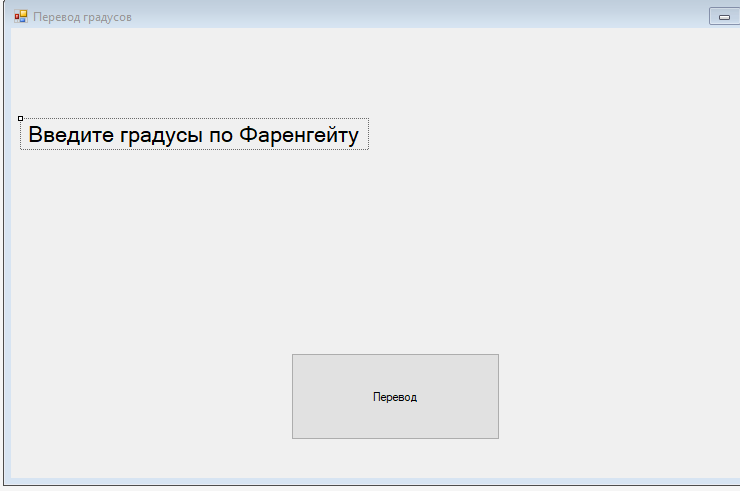 Перевод градусов
Введите градусы по Фаренгейту
Перевод